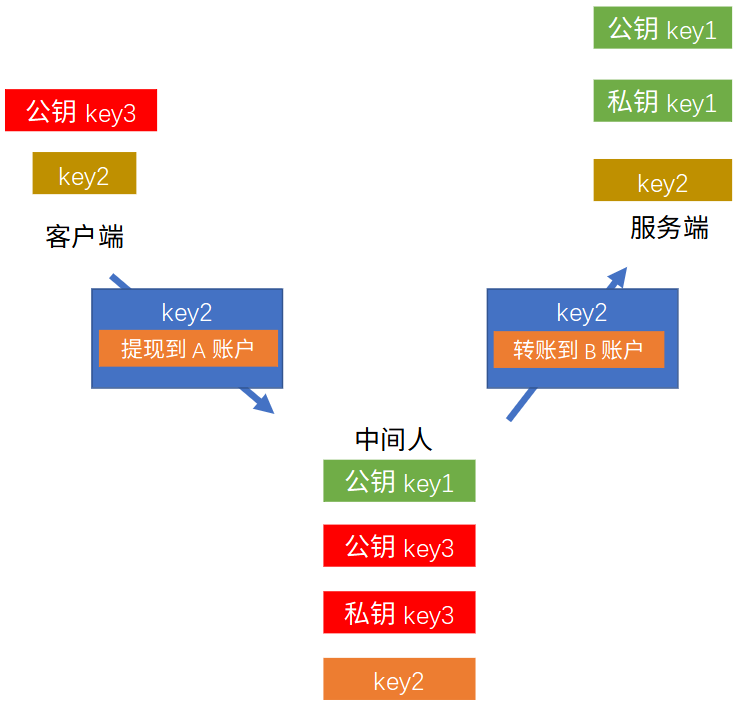 公钥 key1
私钥 key1
key2
服务端
公钥 key3
key2
客户端
key2
提现到 A 账户
key2
转账到 B 账户
中间人
公钥 key1
公钥 key3
私钥 key3
key2